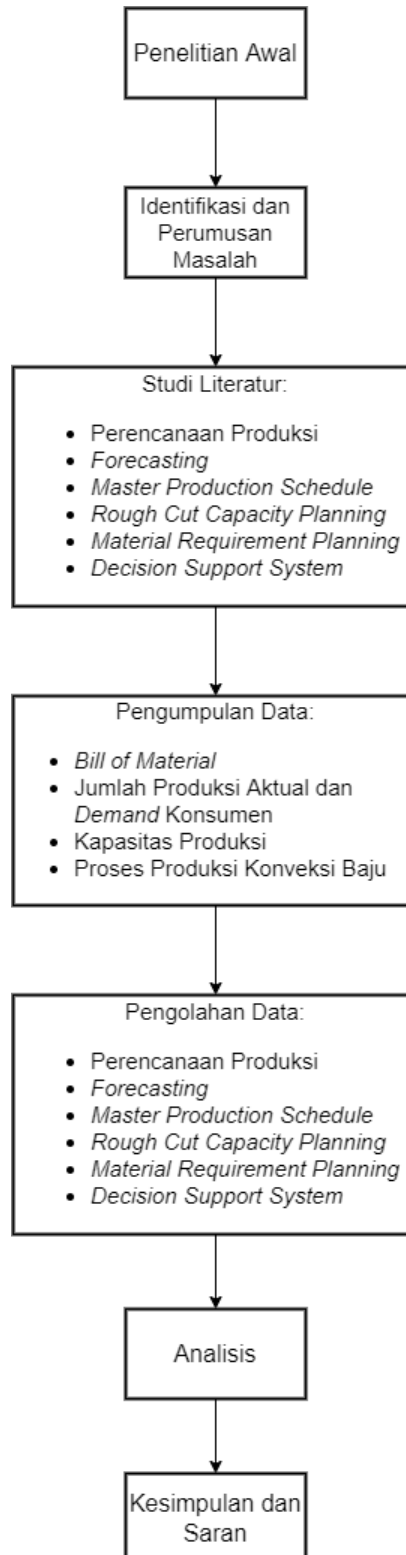 Penelitian Awal
Identifikasi dan
Perumusan
Masalah
Studi Literatur:
• Perencanaan Produksi
• Forecasting
• Master Production Schedule
• Rough Cut Capacity Planning
• Material Requirement Planning
• Decision Support System
Pengumpulan Data:
• Bill of Material
• Jumlah Produksi Aktual dan
Demand Konsumen
• Kapasitas Produksi
• Proses Produksi Konveksi Baju
Pengolahan Data:
• Perencanaan Produksi
• Forecasting
• Master Production Schedule
• Rough Cut Capacity Planning
• Material Requirement Planning
• Decision Support System
Analisis
Kesimpulan dan
Saran